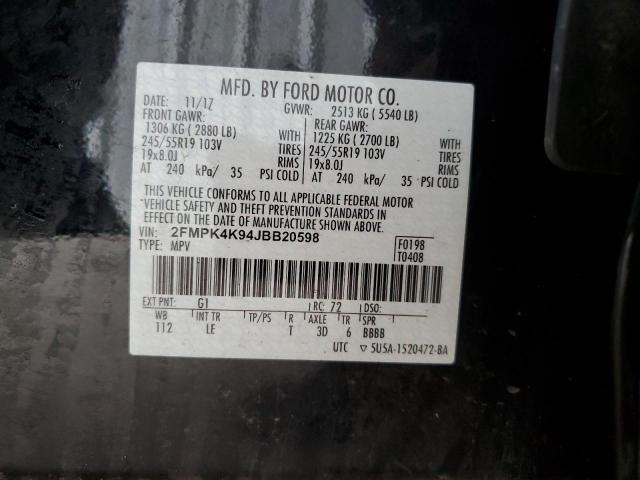 MFD. BY FORD MOTOR CO.
DATE: 11/17 GVWR: 2513 KG ( 5540 LB)
FRONT GAWR: REAR GAWR:
1306 KG ( 2880 LB) WITH 1225 KG ( 2700 LB) WITH
245/55R19 103V TIRES 245/55R19 103V TIRES
19x8.0J RIMS 19x8.0J RIMS
AT 240 kPa/ 35 PSI COLD AT 240 kPa/ 35 PSI COLD
THIS VEHICLE CONFORMS TO ALL APPLICABLE FEDERAL MOTOR
VEHICLE SAFETY AND THEFT PREVENTION STANDARDS IN
EFFECT ON THE DATE OF MANUFACTURE SHOWN ABOVE.
VIN: 2FMPK4K94JBB20598 F0198
TYPE: MPV T0408
EXT PNT: G1 RC: 72 DSO:
WB INT TR TP/PS R AXLE TR SPR
112 LE T 3D 6 BBBB
UTC ▽ 5U5A-1520472-BA